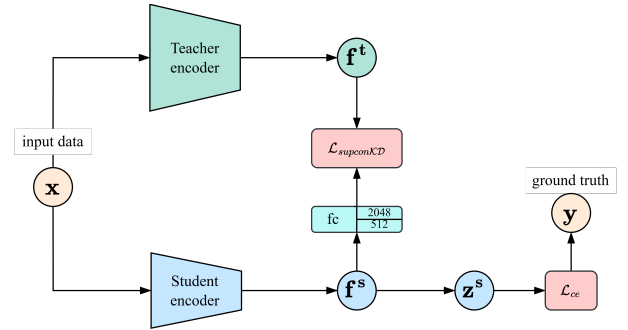 Teacher
encoder
f^t
input data
L_supconKD
x
ground truth
fc
2048
512
y
Student
encoder
f^s
z^s
L_ce